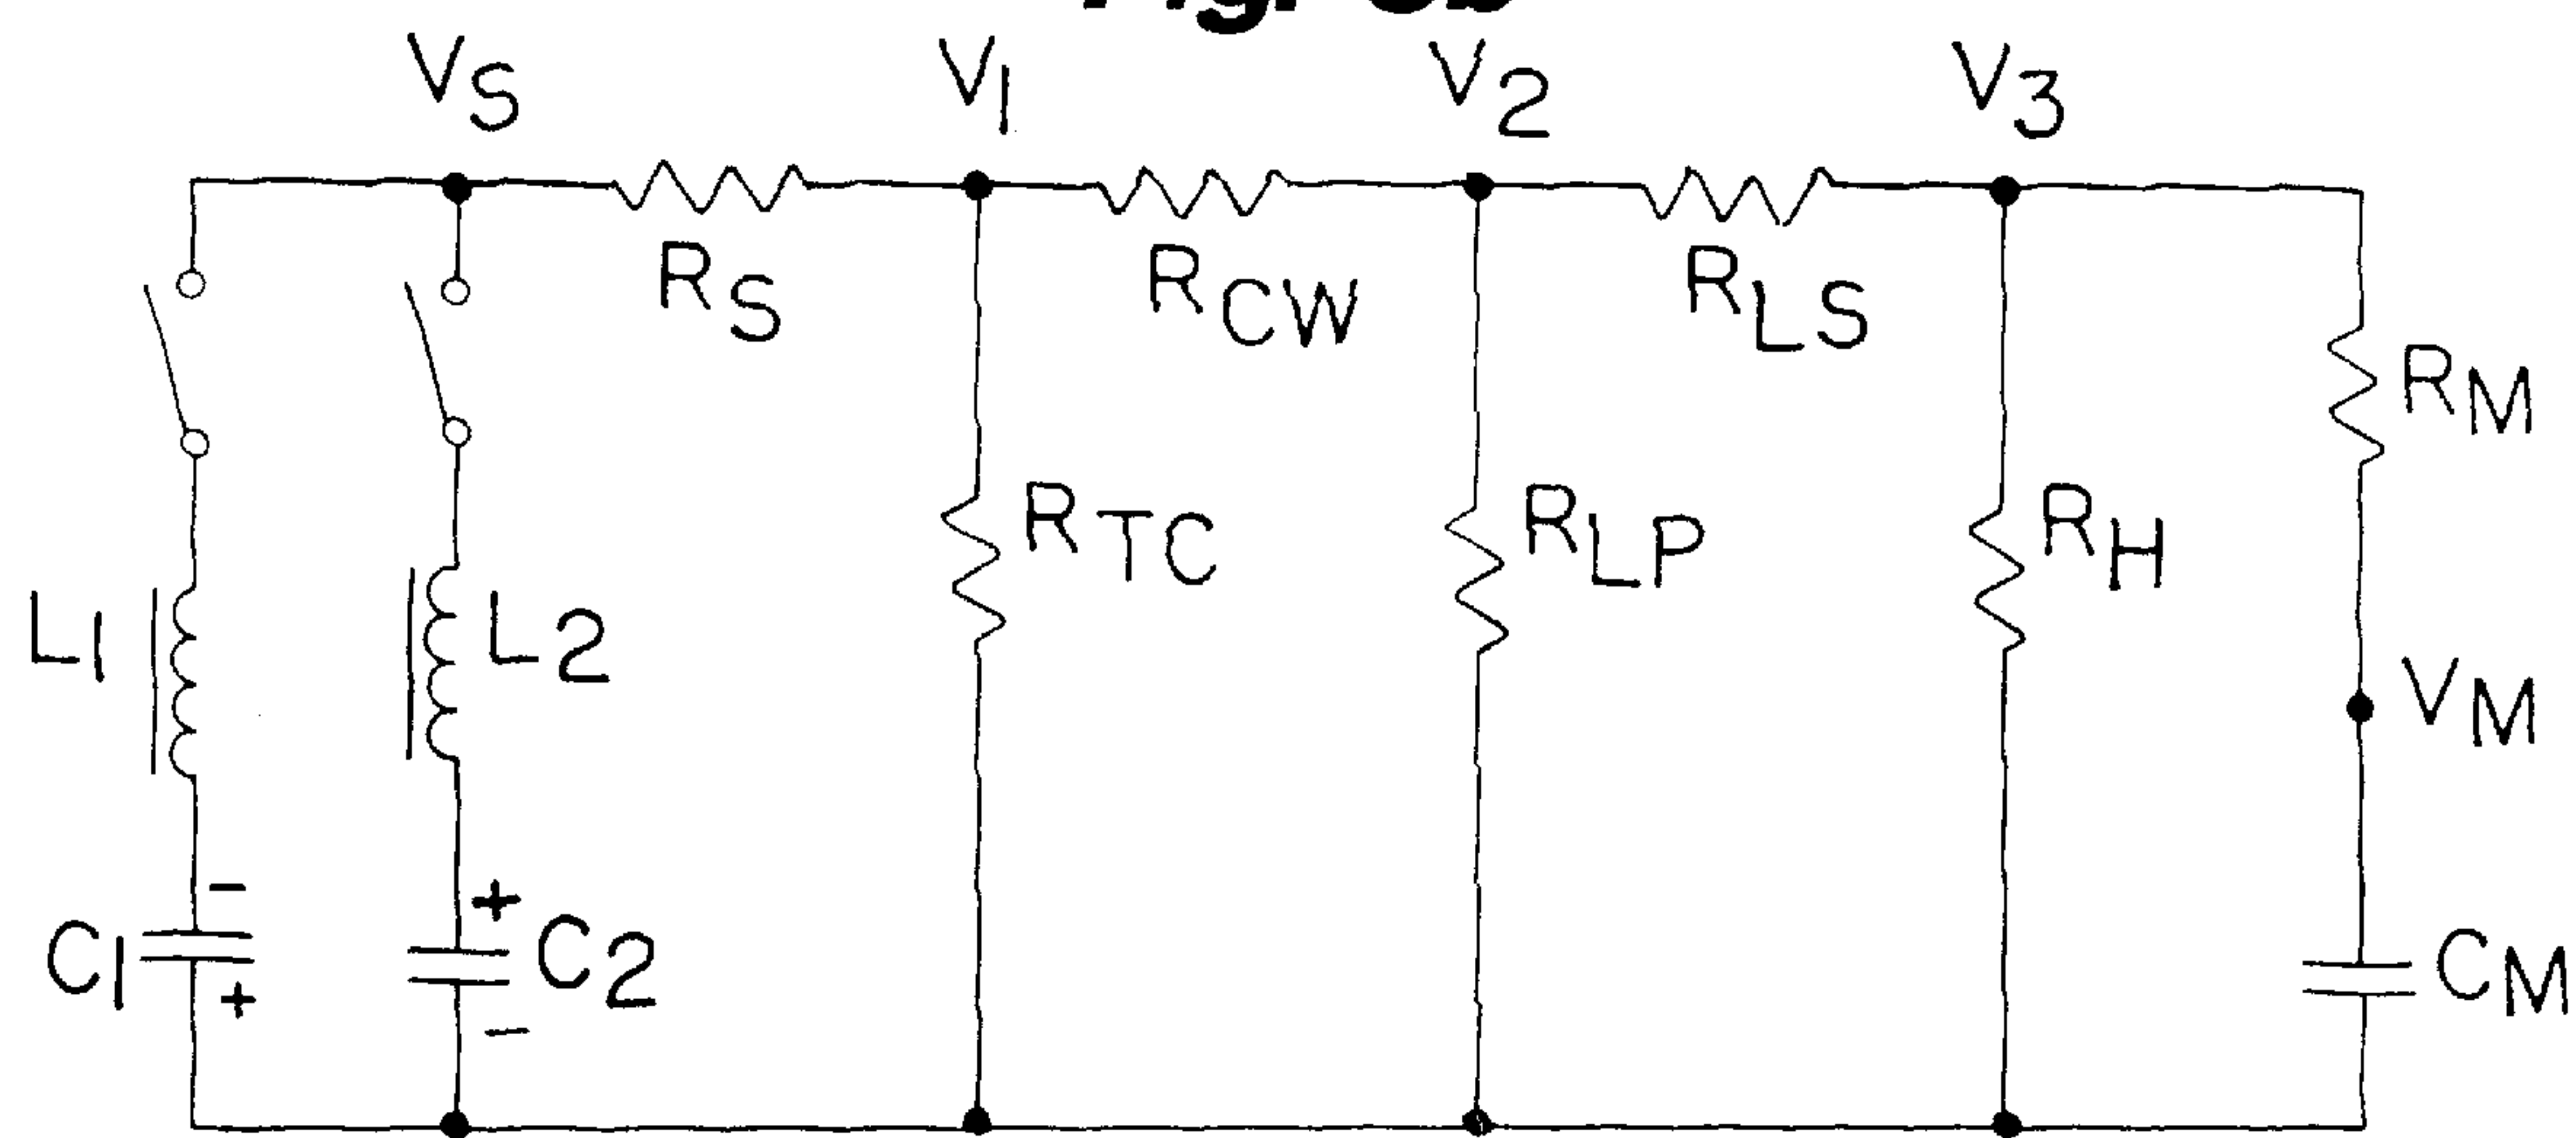 VS V1 V2 V3
RS RCW RLS RM
RTC RLP RH
L1 L2 VM
- +
C1 C2 CM
+ -